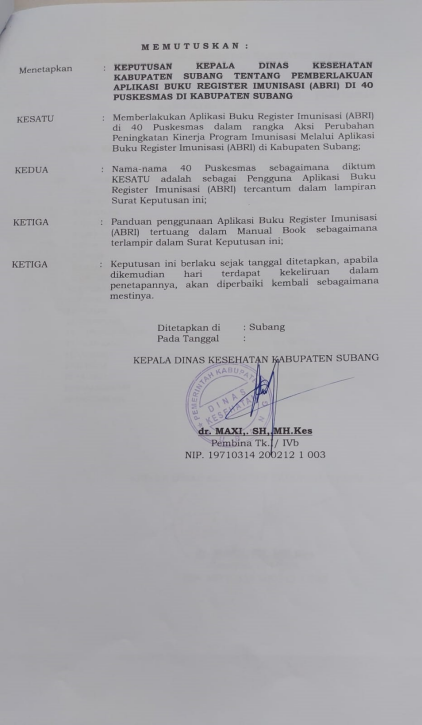 MEMUTUSKAN :
Menetapkan : KEPUTUSAN KEPALA DINAS KESEHATAN
KABUPATEN SUBANG TENTANG PEMBERLAKUAN
APLIKASI BUKU REGISTER IMUNISASI (ABRI) DI 40
PUSKESMAS DI KABUPATEN SUBANG
KESATU : Memberlakukan Aplikasi Buku Register Imunisasi (ABRI)
di 40 Puskesmas dalam rangka Aksi Perubahan
Peningkatan Kinerja Program Imunisasi Melalui Aplikasi
Buku Register Imunisasi (ABRI) di Kabupaten Subang;
KEDUA : Nama-nama 40 Puskesmas sebagaimana diktum
KESATU adalah sebagai Pengguna Aplikasi Buku
Register Imunisasi (ABRI) tercantum dalam lampiran
Surat Keputusan ini;
KETIGA : Panduan penggunaan Aplikasi Buku Register Imunisasi
(ABRI) tertuang dalam Manual Book sebagaimana
terlampir dalam Surat Keputusan ini;
KETIGA : Keputusan ini berlaku sejak tanggal ditetapkan, apabila
dikemudian hari terdapat kekeliruan dalam
penetapannya, akan diperbaiki kembali sebagaimana
mestinya.
Ditetapkan di : Subang
Pada Tanggal :
KEPALA DINAS KESEHATAN KABUPATEN SUBANG
PEMERINTAH KABUPATEN
DINAS
KESEHATAN
dr. MAXI,. SH,.MH.Kes
Pembina Tk.I/ IVb
NIP. 19710314 200212 1 003